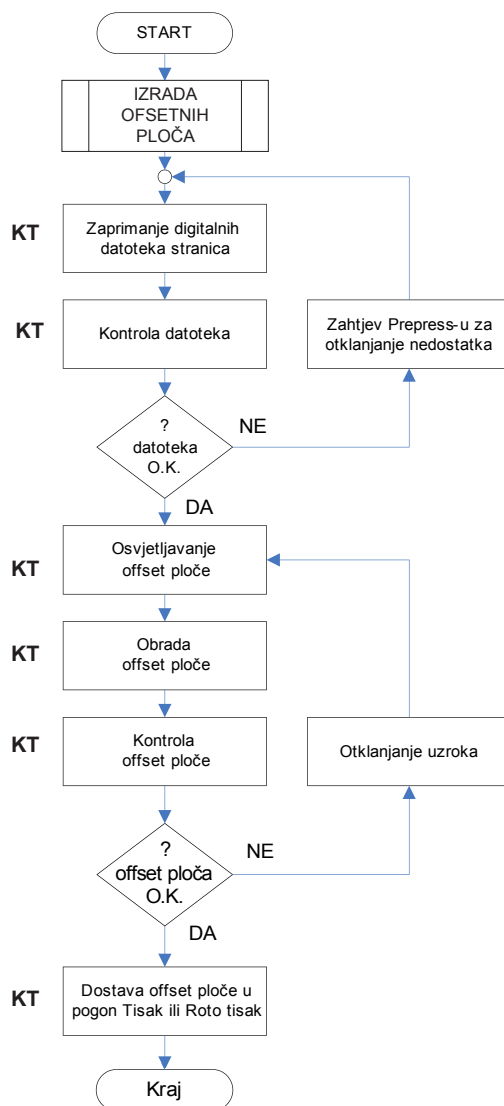 START
IZRADA
OFSETNIH
PLOČA
KT
Zaprimanje digitalnih
datoteka stranica
KT
Kontrola datoteka
Zahtjev Prepress-u za
otklanjanje nedostatka
?
datoteka
O.K.
NE
DA
KT
Osvjetljavanje
offset ploče
KT
Obrada
offset ploče
KT
Kontrola
offset ploče
Otklanjanje uzroka
?
offset ploča
O.K.
NE
DA
KT
Dostava offset ploče u
pogon Tisak ili Roto tisak
Kraj